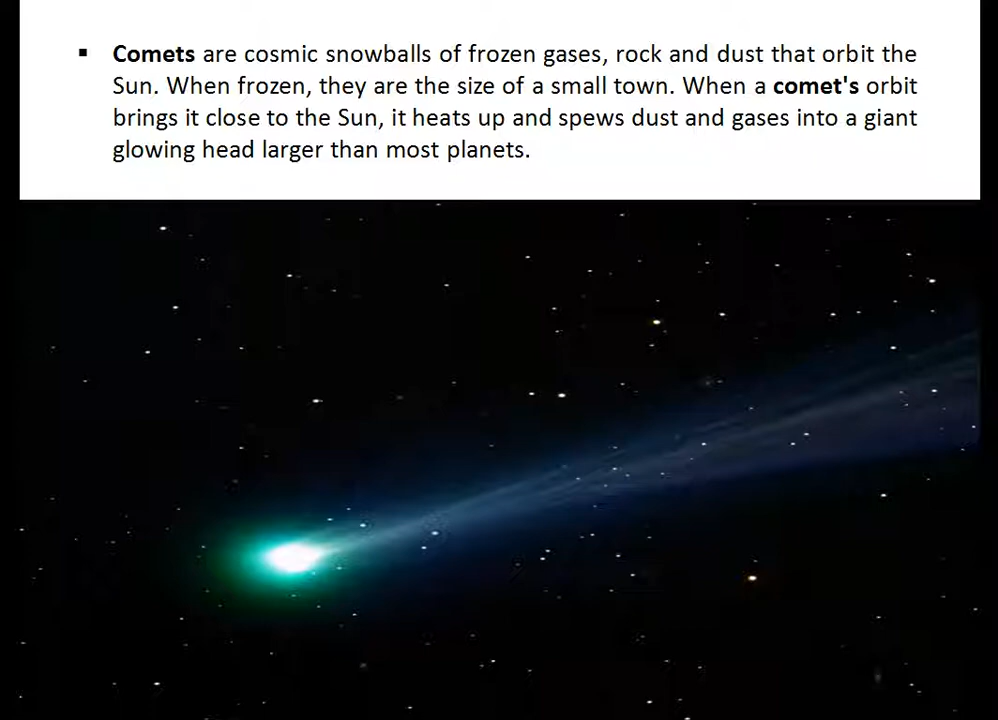 ▪ Comets are cosmic snowballs of frozen gases, rock and dust that orbit the
Sun. When frozen, they are the size of a small town. When a comet's orbit
brings it close to the Sun, it heats up and spews dust and gases into a giant
glowing head larger than most planets.